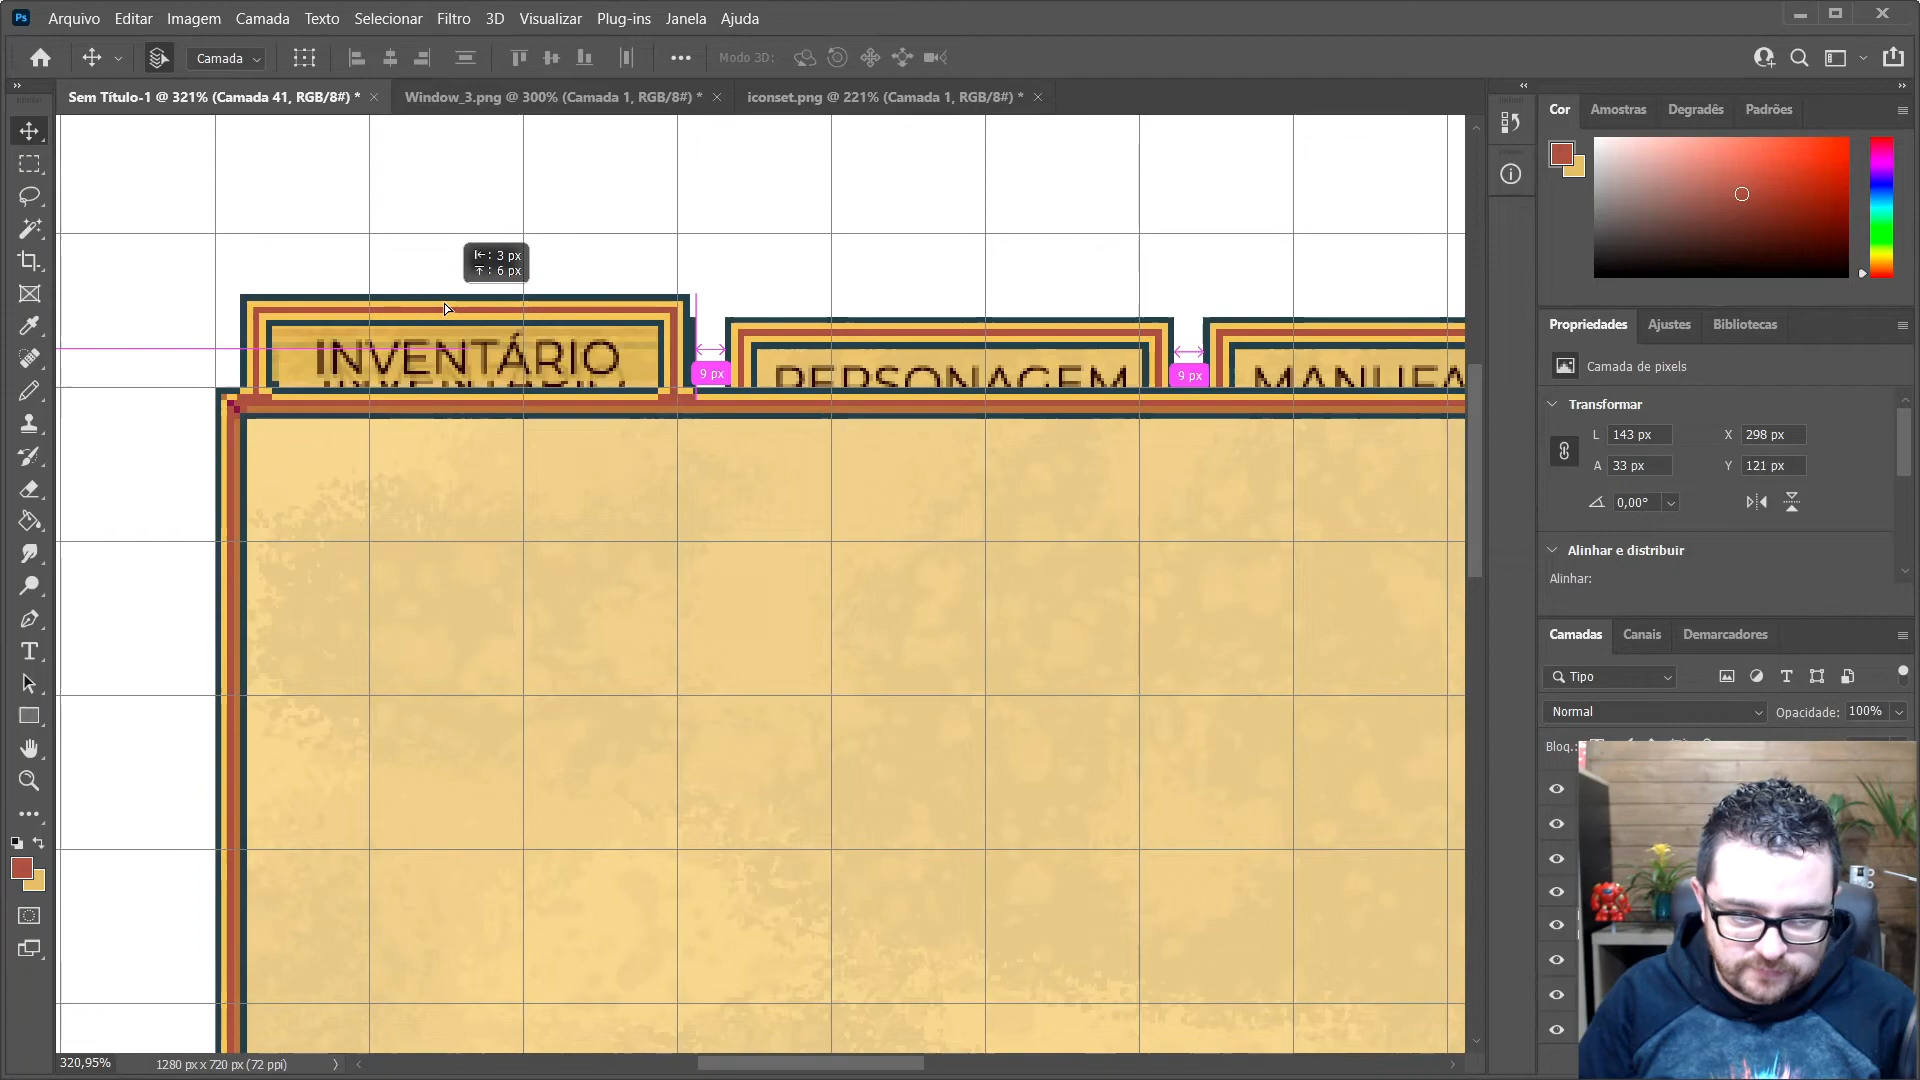 Ps Arquivo Editar Imagem Camada Texto Selecionar Filtro 3D Visualizar Plug-ins Janela Ajuda
Camada Modo 3D:
Sem Título-1 @ 321% (Camada 41, RGB/8#) * Window_3.png @ 300% (Camada 1, RGB/8#) * iconset.png @ 221% (Camada 1, RGB/8#) *
Cor Amostras Degradês Padrões
: 3 px
: 6 px
INVENTÁRIO
PERSONAGEM
9 px
9 px
Propriedades Ajustes Bibliotecas
Camada de pixels
Transformar
L 143 px X 298 px
A 33 px Y 121 px
0,00°
Alinhar e distribuir
Alinhar:
Camadas Canais Demarcadores
Tipo
Normal Opacidade: 100%
Bloq.:
320,95% 1280 px x 720 px (72 ppi)